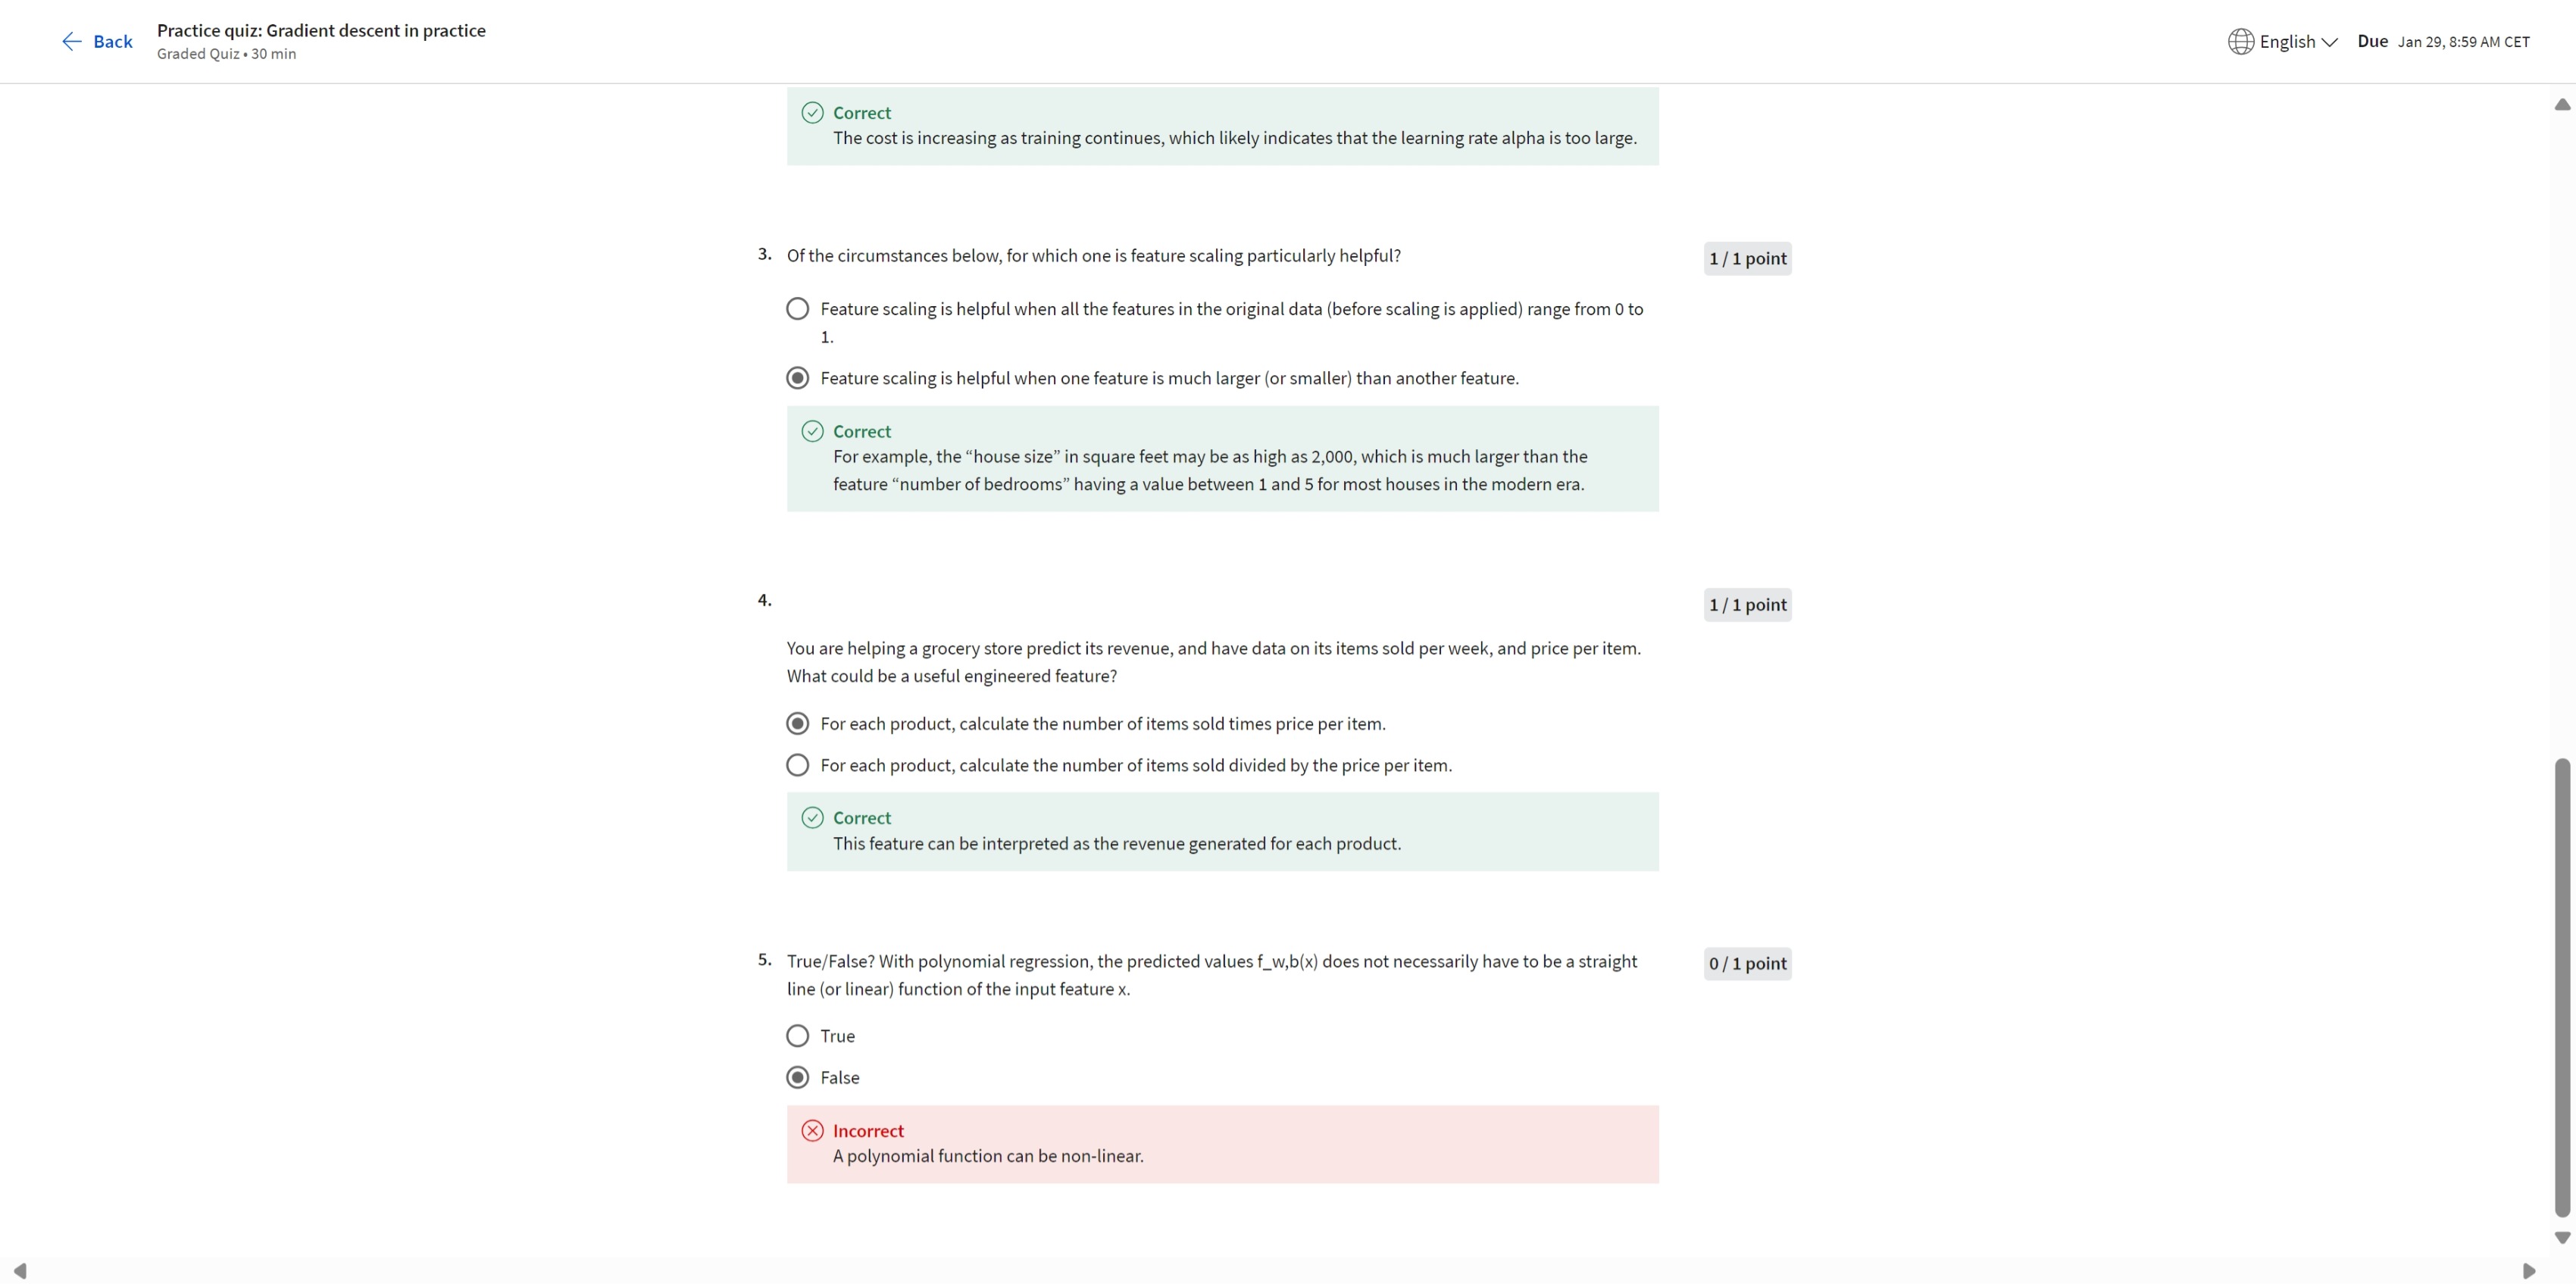 Back
Practice quiz: Gradient descent in practice
Graded Quiz • 30 min
English
Due Jan 29, 8:59 AM CET
Correct
The cost is increasing as training continues, which likely indicates that the learning rate alpha is too large.
3. Of the circumstances below, for which one is feature scaling particularly helpful?
1 / 1 point
Feature scaling is helpful when all the features in the original data (before scaling is applied) range from 0 to
1.
Feature scaling is helpful when one feature is much larger (or smaller) than another feature.
Correct
For example, the “house size” in square feet may be as high as 2,000, which is much larger than the
feature “number of bedrooms” having a value between 1 and 5 for most houses in the modern era.
4.
1 / 1 point
You are helping a grocery store predict its revenue, and have data on its items sold per week, and price per item.
What could be a useful engineered feature?
For each product, calculate the number of items sold times price per item.
For each product, calculate the number of items sold divided by the price per item.
Correct
This feature can be interpreted as the revenue generated for each product.
5. True/False? With polynomial regression, the predicted values f_w,b(x) does not necessarily have to be a straight
line (or linear) function of the input feature x.
0 / 1 point
True
False
Incorrect
A polynomial function can be non-linear.